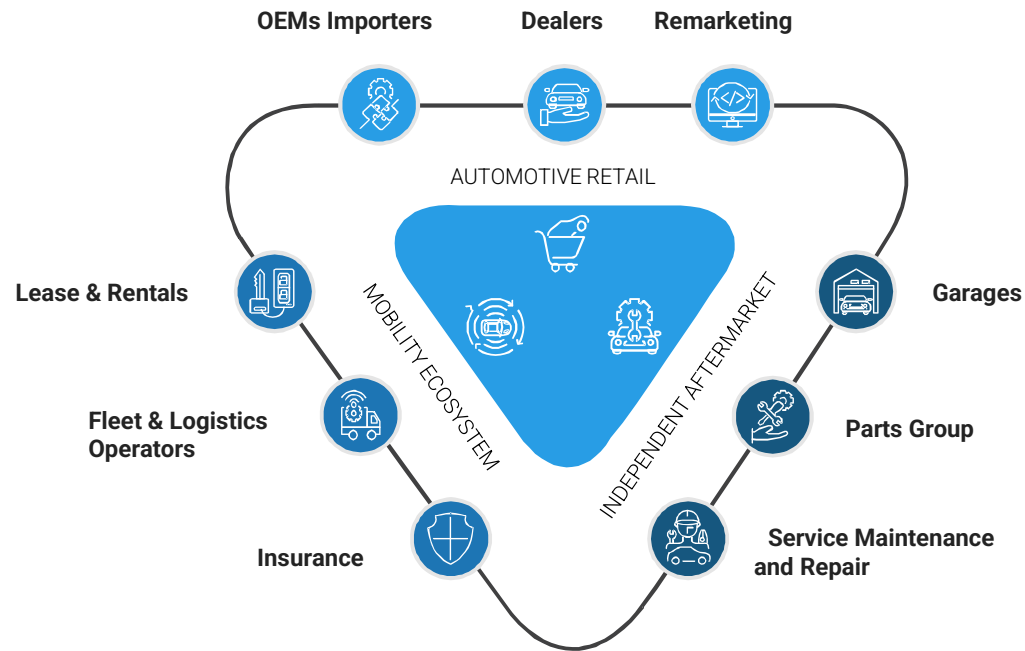 OEMs Importers
Dealers
Remarketing
AUTOMOTIVE RETAIL
Lease & Rentals
MOBILITY ECOSYSTEM
INDEPENDENT AFTERMARKET
Garages
Fleet & Logistics
Operators
Parts Group
Insurance
Service Maintenance
and Repair